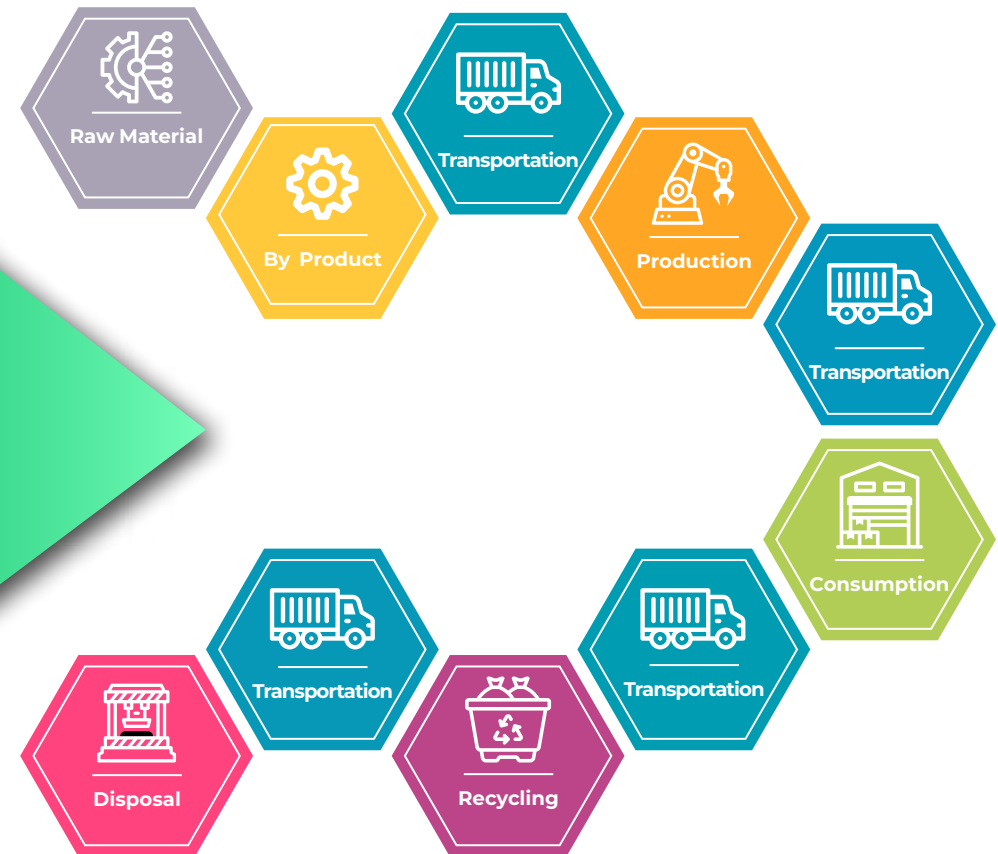 Raw Material
By Product
Transportation
Production
Transportation
Consumption
Transportation
Recycling
Transportation
Disposal